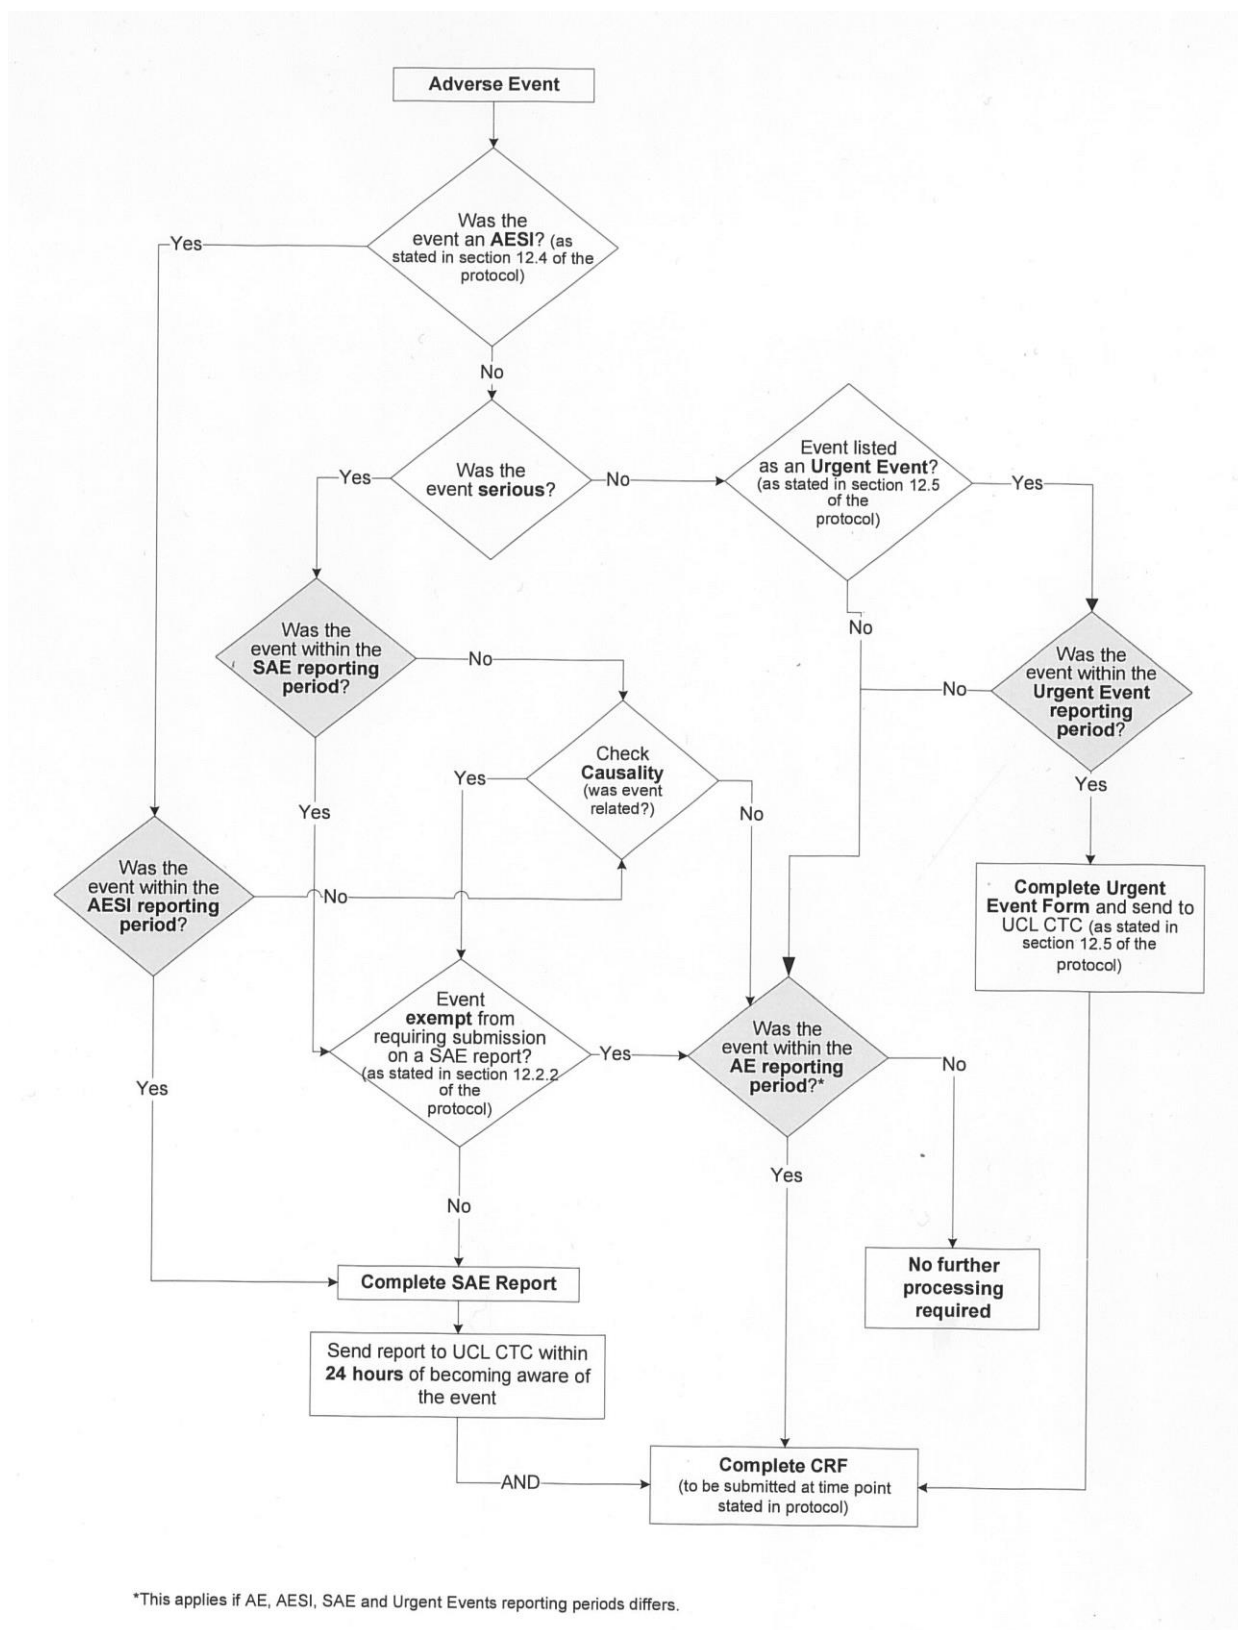 Adverse Event
Was the
event an AESI? (as
stated in section 12.4 of the
protocol)
Yes
No
Was the
event serious?
Yes
No
Event listed
as an Urgent Event?
(as stated in section 12.5
of the
protocol)
Yes
No
Was the
event within the
SAE reporting
period?
No
Yes
Was the
event within the
Urgent Event
reporting
period?
No
Yes
Check
Causality
(was event
related?)
Yes
No
Was the
event within the
AESI reporting
period?
No
Yes
Complete Urgent
Event Form and send to
UCL CTC (as stated in
section 12.5 of the
protocol)
Event
exempt from
requiring submission
on a SAE report?
(as stated in section 12.2.2
of the
protocol)
Yes
No
Was the
event within the
AE reporting
period?*
No
Yes
No further
processing
required
Complete SAE Report
Send report to UCL CTC within
24 hours of becoming aware of
the event
AND
Complete CRF
(to be submitted at time point
stated in protocol)
*This applies if AE, AESI, SAE and Urgent Events reporting periods differs.